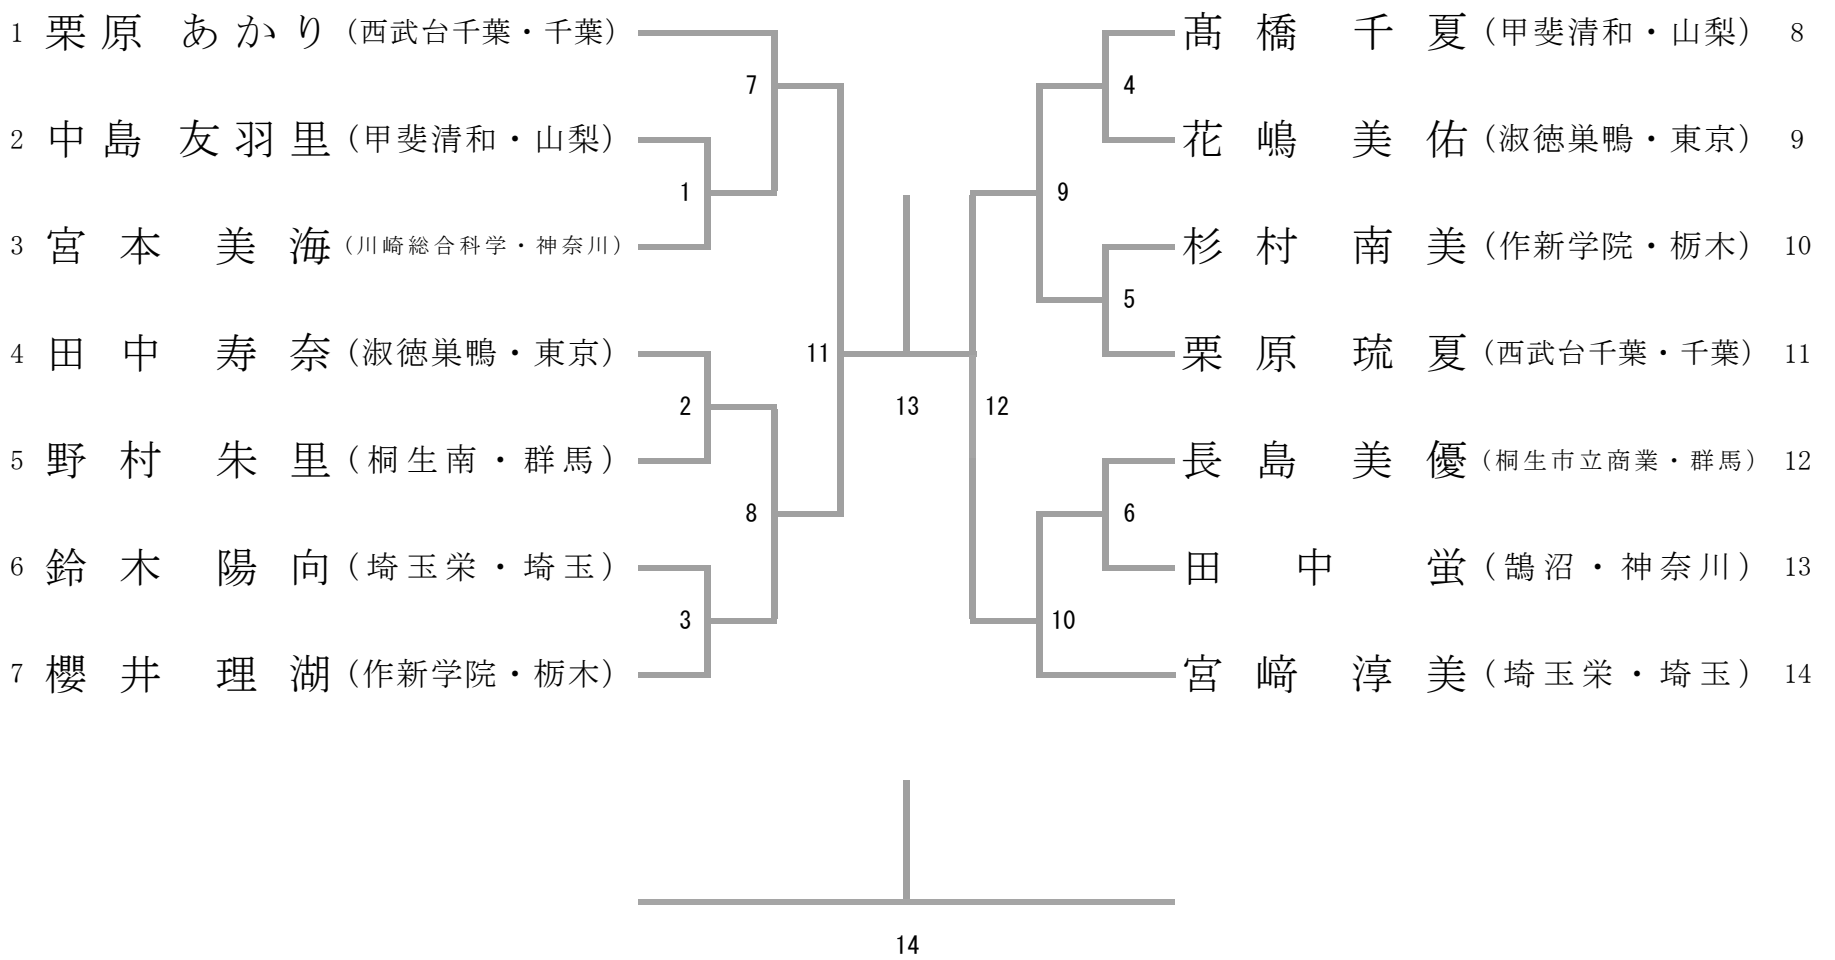 1 栗原 あかり (西武台千葉・千葉)
7
2 中島 友羽里 (甲斐清和・山梨)
1
3 宮本 美海 (川崎総合科学・神奈川)
4 田中 寿奈 (淑徳巣鴨・東京)
11
2
5 野村 朱里 (桐生南・群馬)
8
6 鈴木 陽向 (埼玉栄・埼玉)
3
7 櫻井 理湖 (作新学院・栃木)
13
髙橋 千夏 (甲斐清和・山梨) 8
4
花嶋 美佑 (淑徳巣鴨・東京) 9
9
杉村 南美 (作新学院・栃木) 10
5
栗原 琉夏 (西武台千葉・千葉) 11
12
長島 美優 (桐生市立商業・群馬) 12
6
田中 蛍 (鵠沼・神奈川) 13
10
宮﨑 淳美 (埼玉栄・埼玉) 14
14